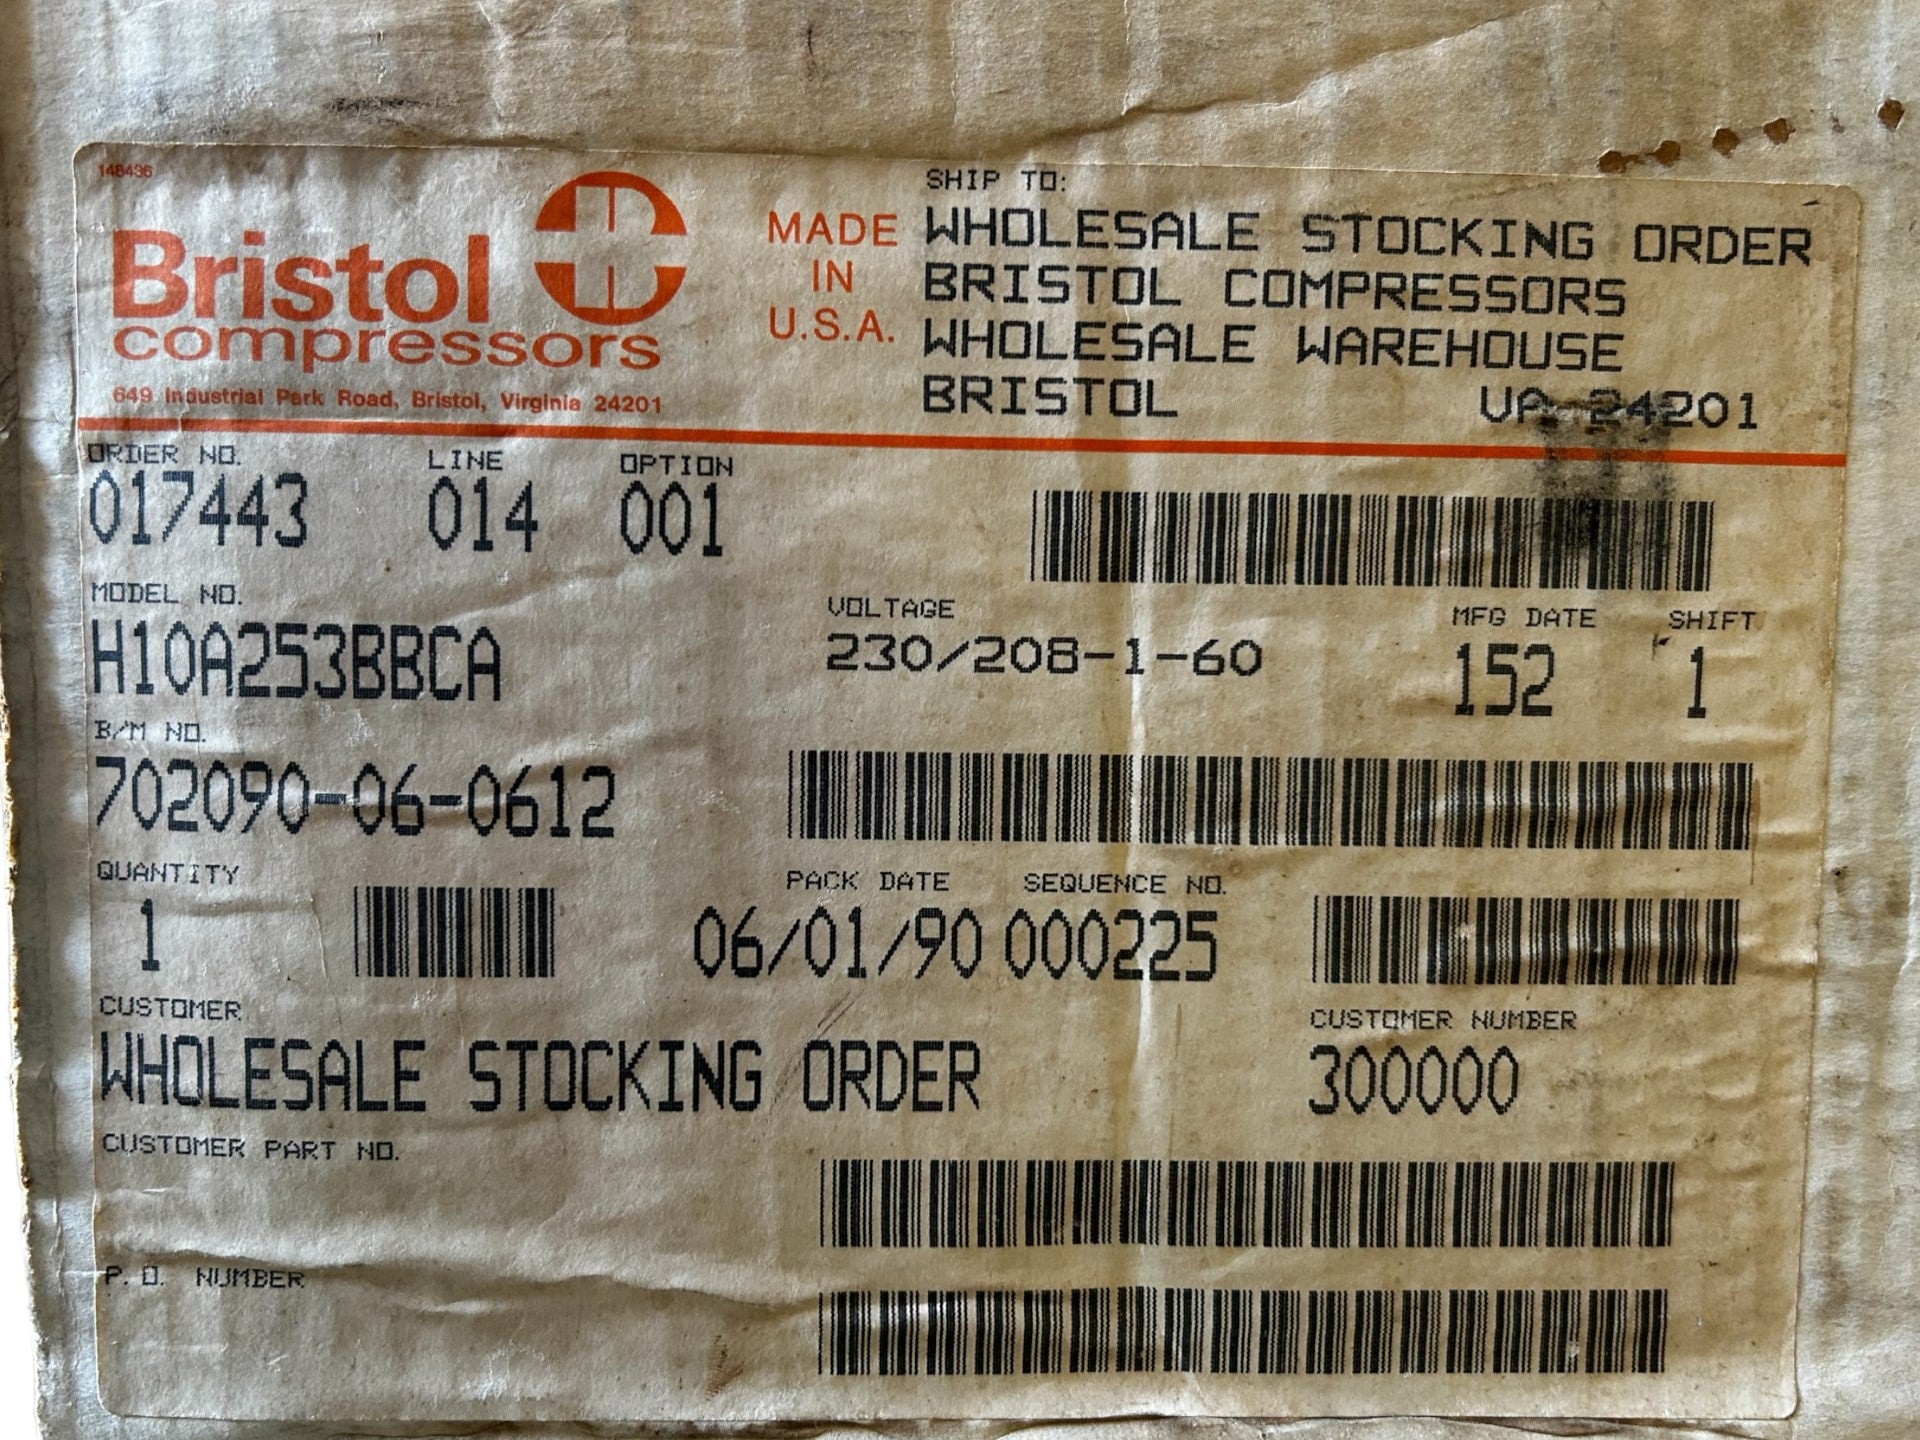 148436
Bristol
compressors
649 Industrial Park Road, Bristol, Virginia 24201
MADE
IN
U.S.A.
SHIP TO:
WHOLESALE STOCKING ORDER
BRISTOL COMPRESSORS
WHOLESALE WAREHOUSE
BRISTOL VA 24201
ORDER NO. LINE OPTION
017443 014 001
MODEL NO. VOLTAGE MFG DATE SHIFT
H10A253BBCA 230/208-1-60 152 1
B/M NO.
702090-06-0612
QUANTITY PACK DATE SEQUENCE NO.
1 06/01/90 000225
CUSTOMER CUSTOMER NUMBER
WHOLESALE STOCKING ORDER 300000
CUSTOMER PART NO.
P.O. NUMBER